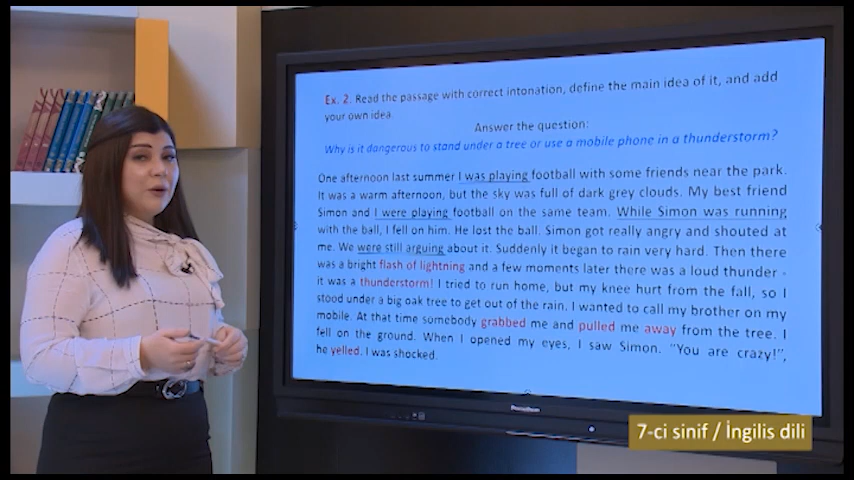 Ex. 2. Read the passage with correct intonation, define the main idea of it, and add
your own idea.
Answer the question:
Why is it dangerous to stand under a tree or use a mobile phone in a thunderstorm?
One afternoon last summer I was playing football with some friends near the park.
It was a warm afternoon, but the sky was full of dark grey clouds. My best friend
Simon and I were playing football on the same team. While Simon was running
with the ball, I fell on him. He lost the ball. Simon got really angry and shouted at
me. We were still arguing about it. Suddenly it began to rain very hard. Then there
was a bright flash of lightning and a few moments later there was a loud thunder -
it was a thunderstorm! I tried to run home, but my knee hurt from the fall, so I
stood under a big oak tree to get out of the rain. I wanted to call my brother on my
mobile. At that time somebody grabbed me and pulled me away from the tree. I
fell on the ground. When I opened my eyes, I saw Simon. "You are crazy!",
he yelled. I was shocked.
Promethean
7-ci sinif / İngilis dili